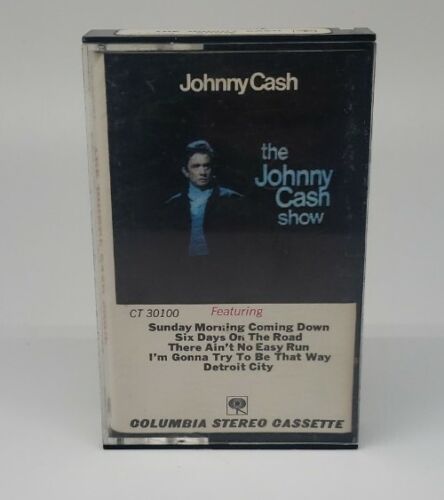 Johnny Cash
the
Johnny
Cash
show
CT 30100 Featuring
Sunday Morning Coming Down
Six Days On The Road
There Ain't No Easy Run
I'm Gonna Try To Be That Way
Detroit City
COLUMBIA STEREO CASSETTE